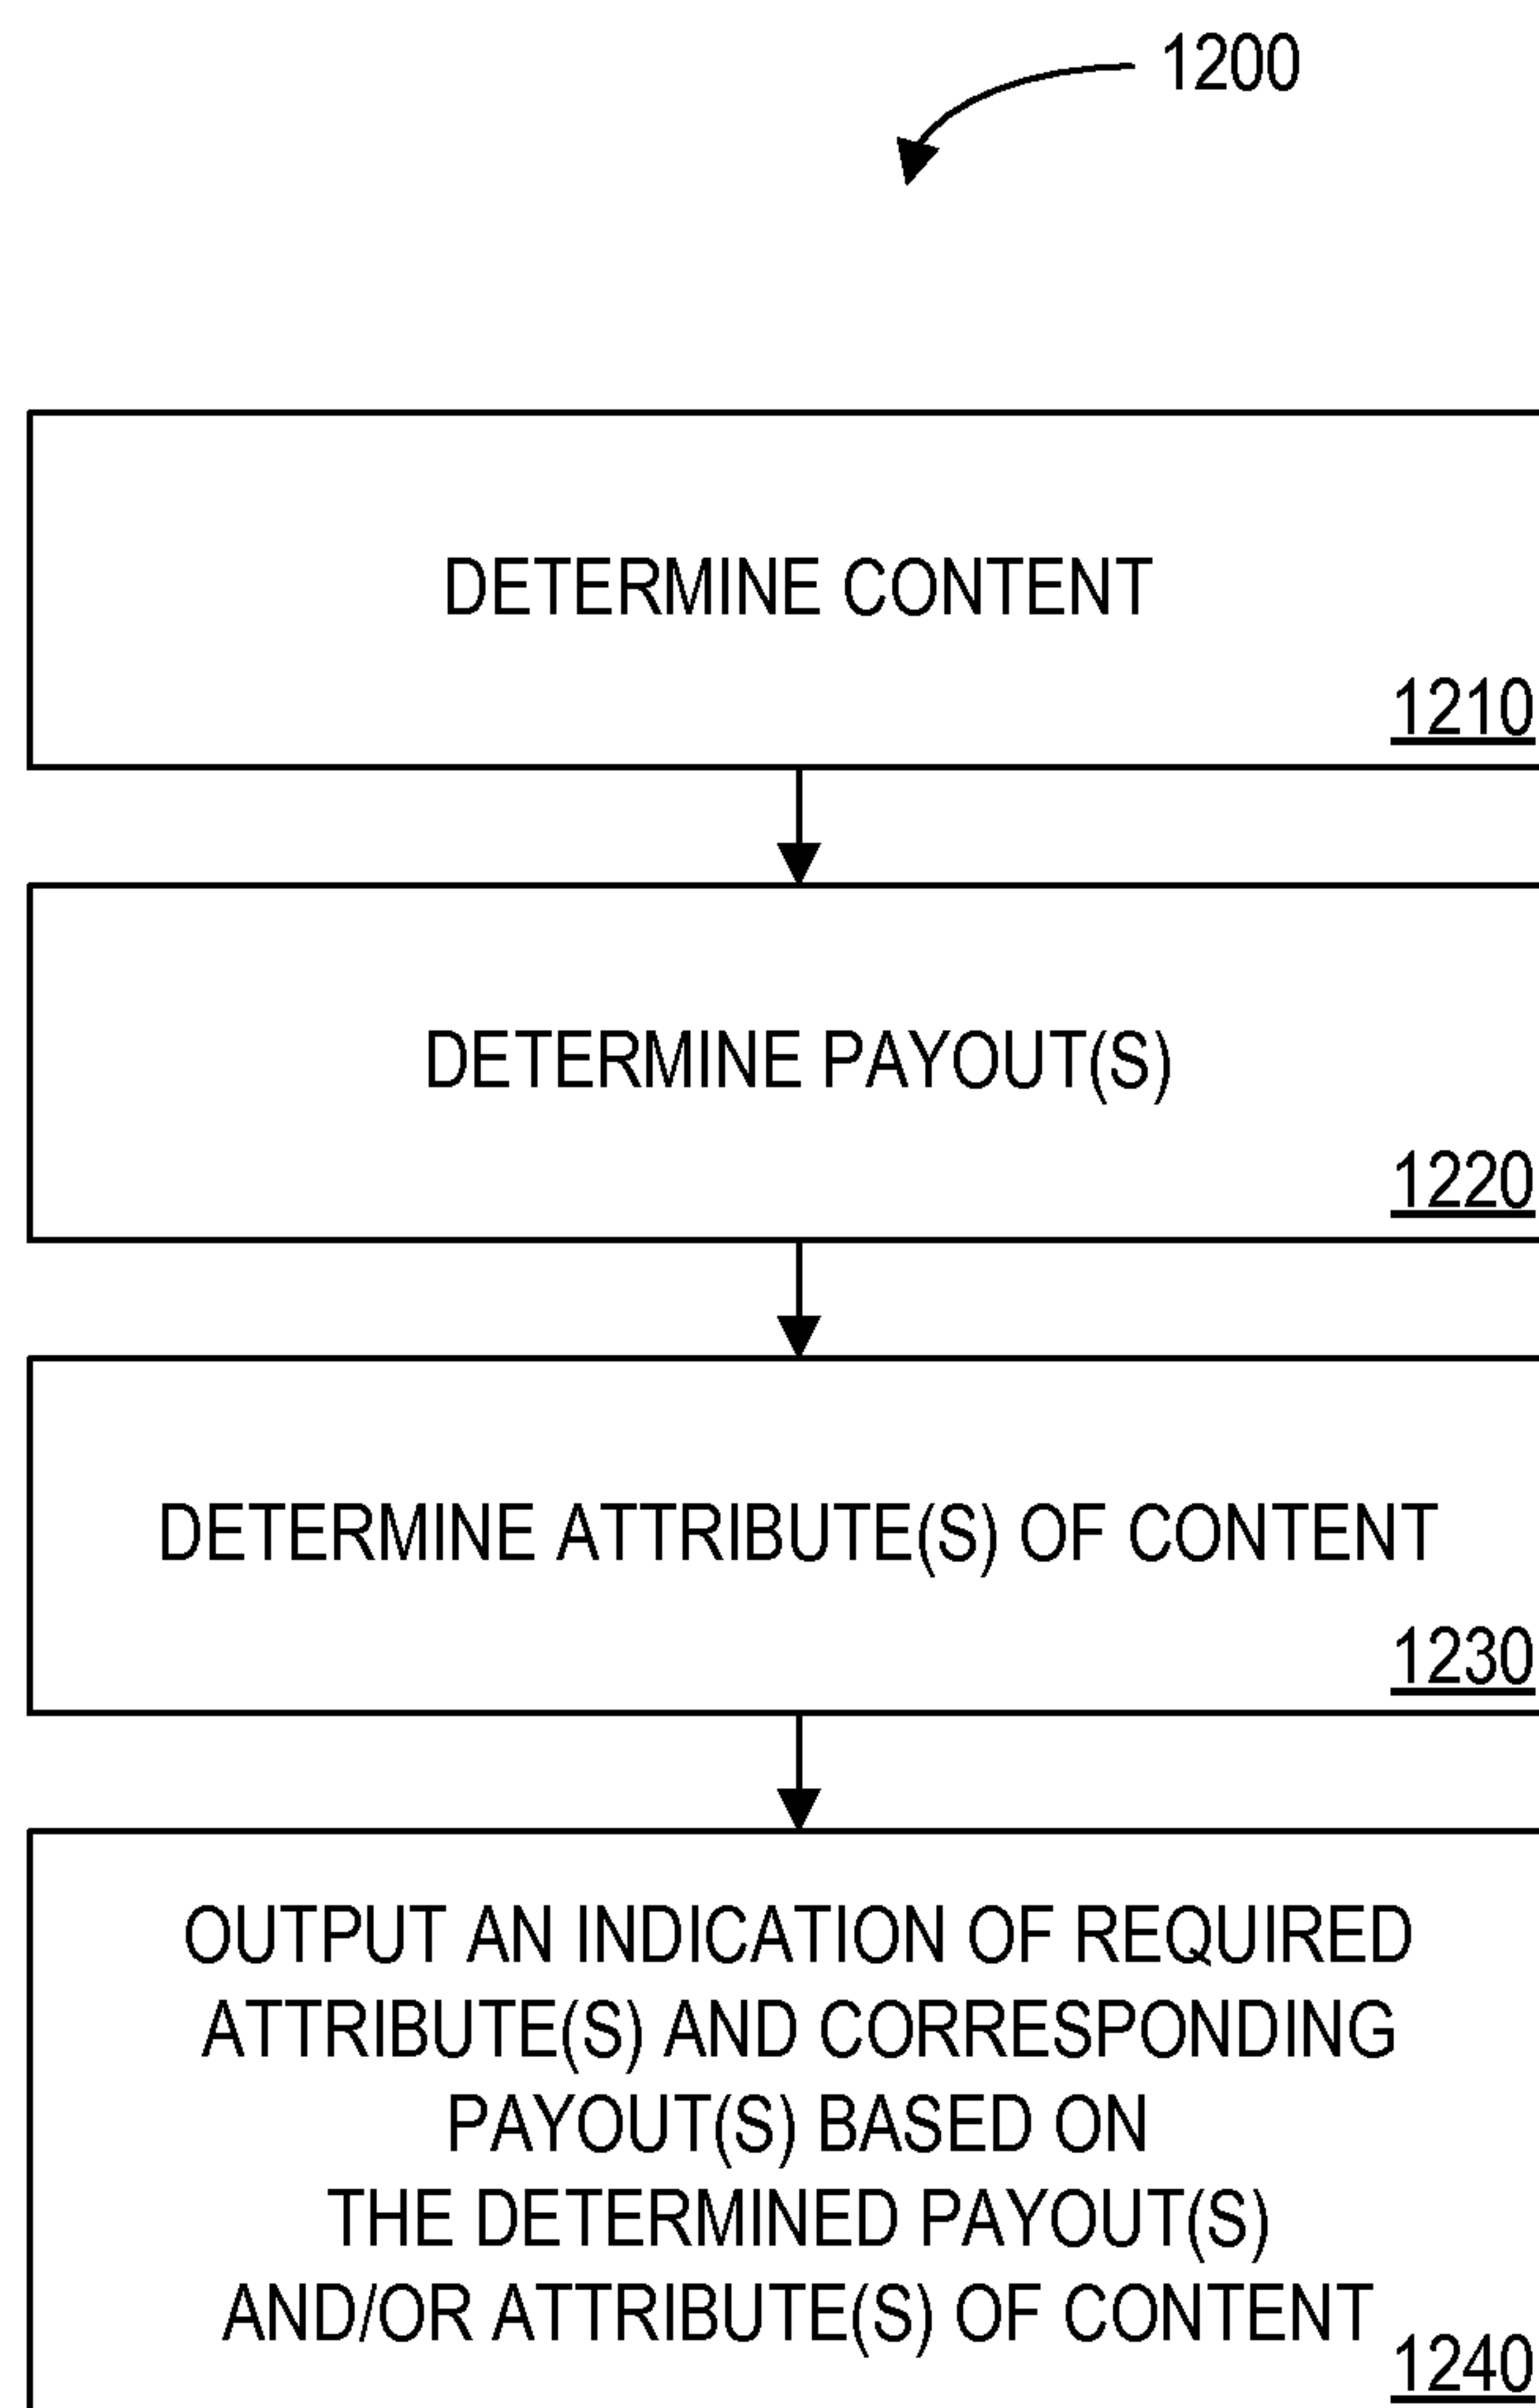 1200
DETERMINE CONTENT
1210
DETERMINE PAYOUT(S)
1220
DETERMINE ATTRIBUTE(S) OF CONTENT
1230
OUTPUT AN INDICATION OF REQUIRED
ATTRIBUTE(S) AND CORRESPONDING
PAYOUT(S) BASED ON
THE DETERMINED PAYOUT(S)
AND/OR ATTRIBUTE(S) OF CONTENT
1240